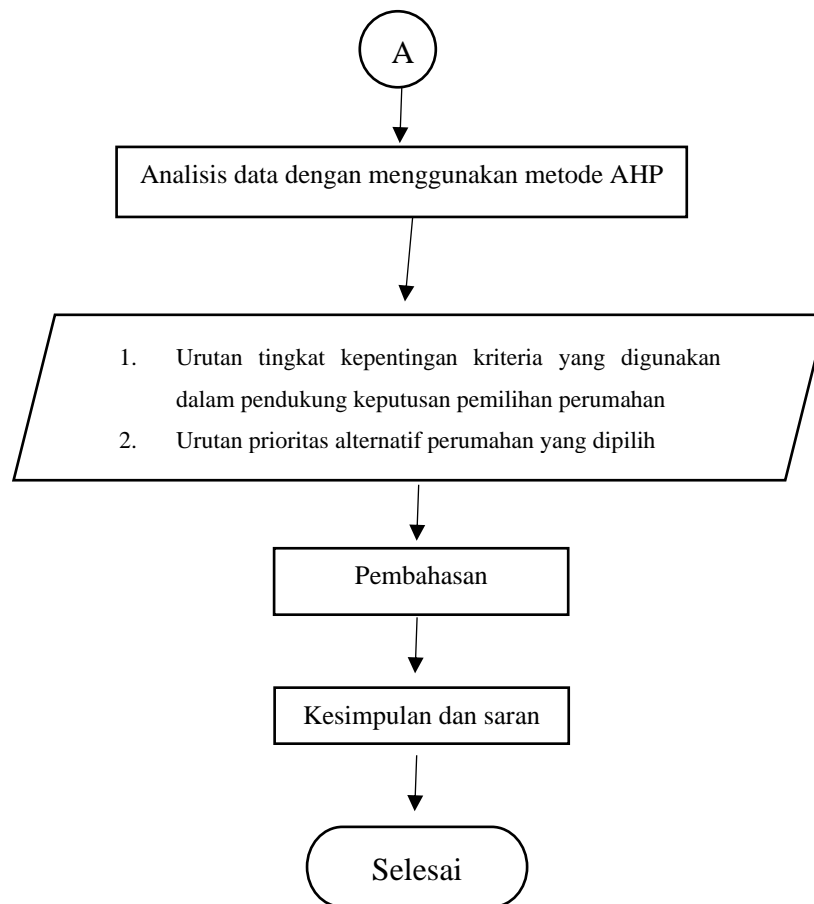 A
Analisis data dengan menggunakan metode AHP
1. Urutan tingkat kepentingan kriteria yang digunakan
dalam pendukung keputusan pemilihan perumahan
2. Urutan prioritas alternatif perumahan yang dipilih
Pembahasan
Kesimpulan dan saran
Selesai